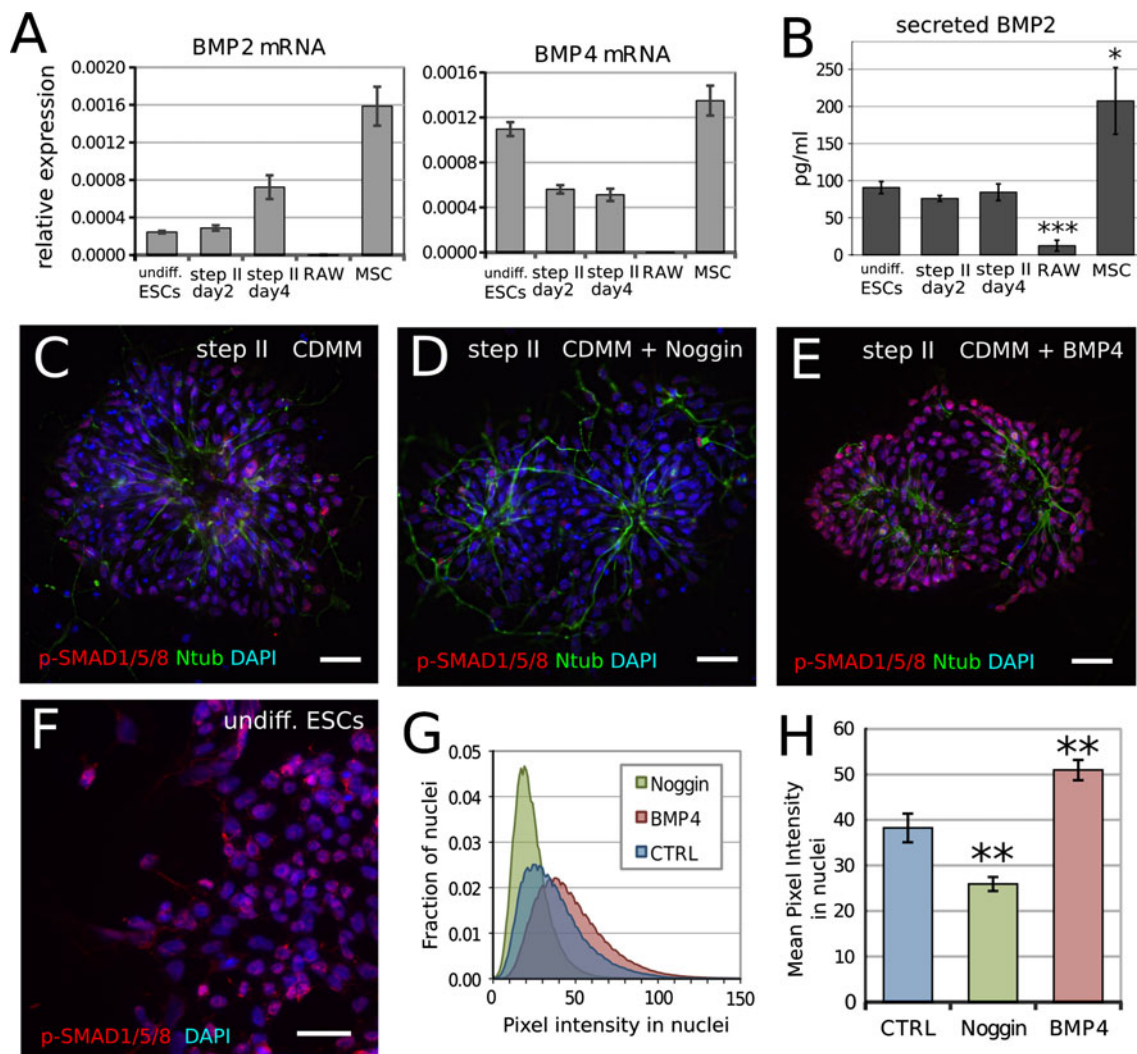 A
BMP2 mRNA
relative expression
0.0020
0.0016
0.0012
0.0008
0.0004
0.0000
undiff. ESCs
step II day2
step II day4
RAW
MSC
BMP4 mRNA
0.0016
0.0012
0.0008
0.0004
0.0000
undiff. ESCs
step II day2
step II day4
RAW
MSC
B
secreted BMP2
pg/ml
250
200
150
100
50
0
***
*
undiff. ESCs
step II day2
step II day4
RAW
MSC
C
step II CDMM
p-SMAD1/5/8 Ntub DAPI
D
step II CDMM + Noggin
p-SMAD1/5/8 Ntub DAPI
E
step II CDMM + BMP4
p-SMAD1/5/8 Ntub DAPI
F
undiff. ESCs
p-SMAD1/5/8 DAPI
G
Fraction of nuclei
0.05
0.04
0.03
0.02
0.01
0.00
Noggin
BMP4
CTRL
0
50
100
150
Pixel intensity in nuclei
H
Mean Pixel Intensity in nuclei
60
50
40
30
20
10
0
**
**
CTRL
Noggin
BMP4